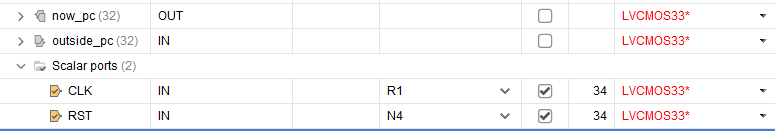 now_pc (32) OUT LVCMOS33*
outside_pc (32) IN LVCMOS33*
Scalar ports (2)
CLK IN R1 34 LVCMOS33*
RST IN N4 34 LVCMOS33*